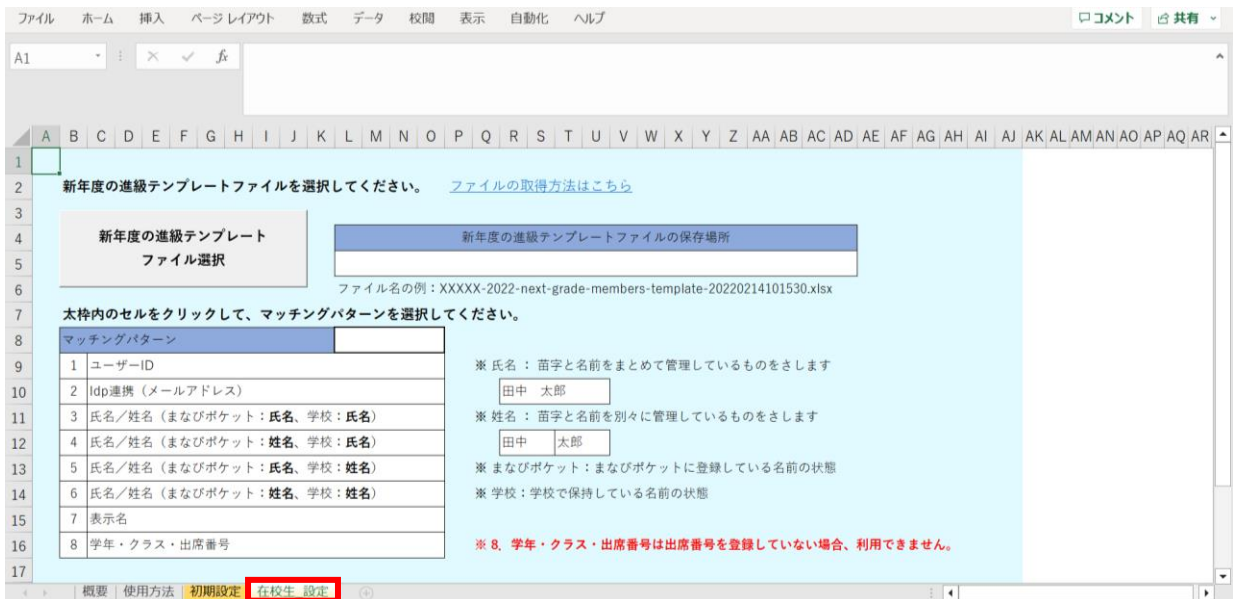 ファイル ホーム 挿入 ページ レイアウト 数式 データ 校閲 表示 自動化 ヘルプ コメント 共有
A1 fx
A B C D E F G H I J K L M N O P Q R S T U V W X Y Z AA AB AC AD AE AF AG AH AI AJ AK AL AM AN AO AP AQ AR
1
2 新年度の進級テンプレートファイルを選択してください。 ファイルの取得方法はこちら
3
4 新年度の進級テンプレート 新年度の進級テンプレートファイルの保存場所
5 ファイル選択
6 ファイル名の例：XXXXX-2022-next-grade-members-template-20220214101530.xlsx
7 太枠内のセルをクリックして、マッチングパターンを選択してください。
8 マッチングパターン
9 1 ユーザーID ※ 氏名 ： 苗字と名前をまとめて管理しているものをさします
10 2 Idp連携（メールアドレス） 田中　太郎
11 3 氏名／姓名（まなびポケット：氏名、学校：氏名） ※ 姓名 ： 苗字と名前を別々に管理しているものをさします
12 4 氏名／姓名（まなびポケット：姓名、学校：氏名） 田中 太郎
13 5 氏名／姓名（まなびポケット：氏名、学校：姓名） ※ まなびポケット：まなびポケットに登録している名前の状態
14 6 氏名／姓名（まなびポケット：姓名、学校：姓名） ※ 学校：学校で保持している名前の状態
15 7 表示名
16 8 学年・クラス・出席番号 ※ 8．学年・クラス・出席番号は出席番号を登録していない場合、利用できません。
17
概要 使用方法 初期設定 在校生_設定